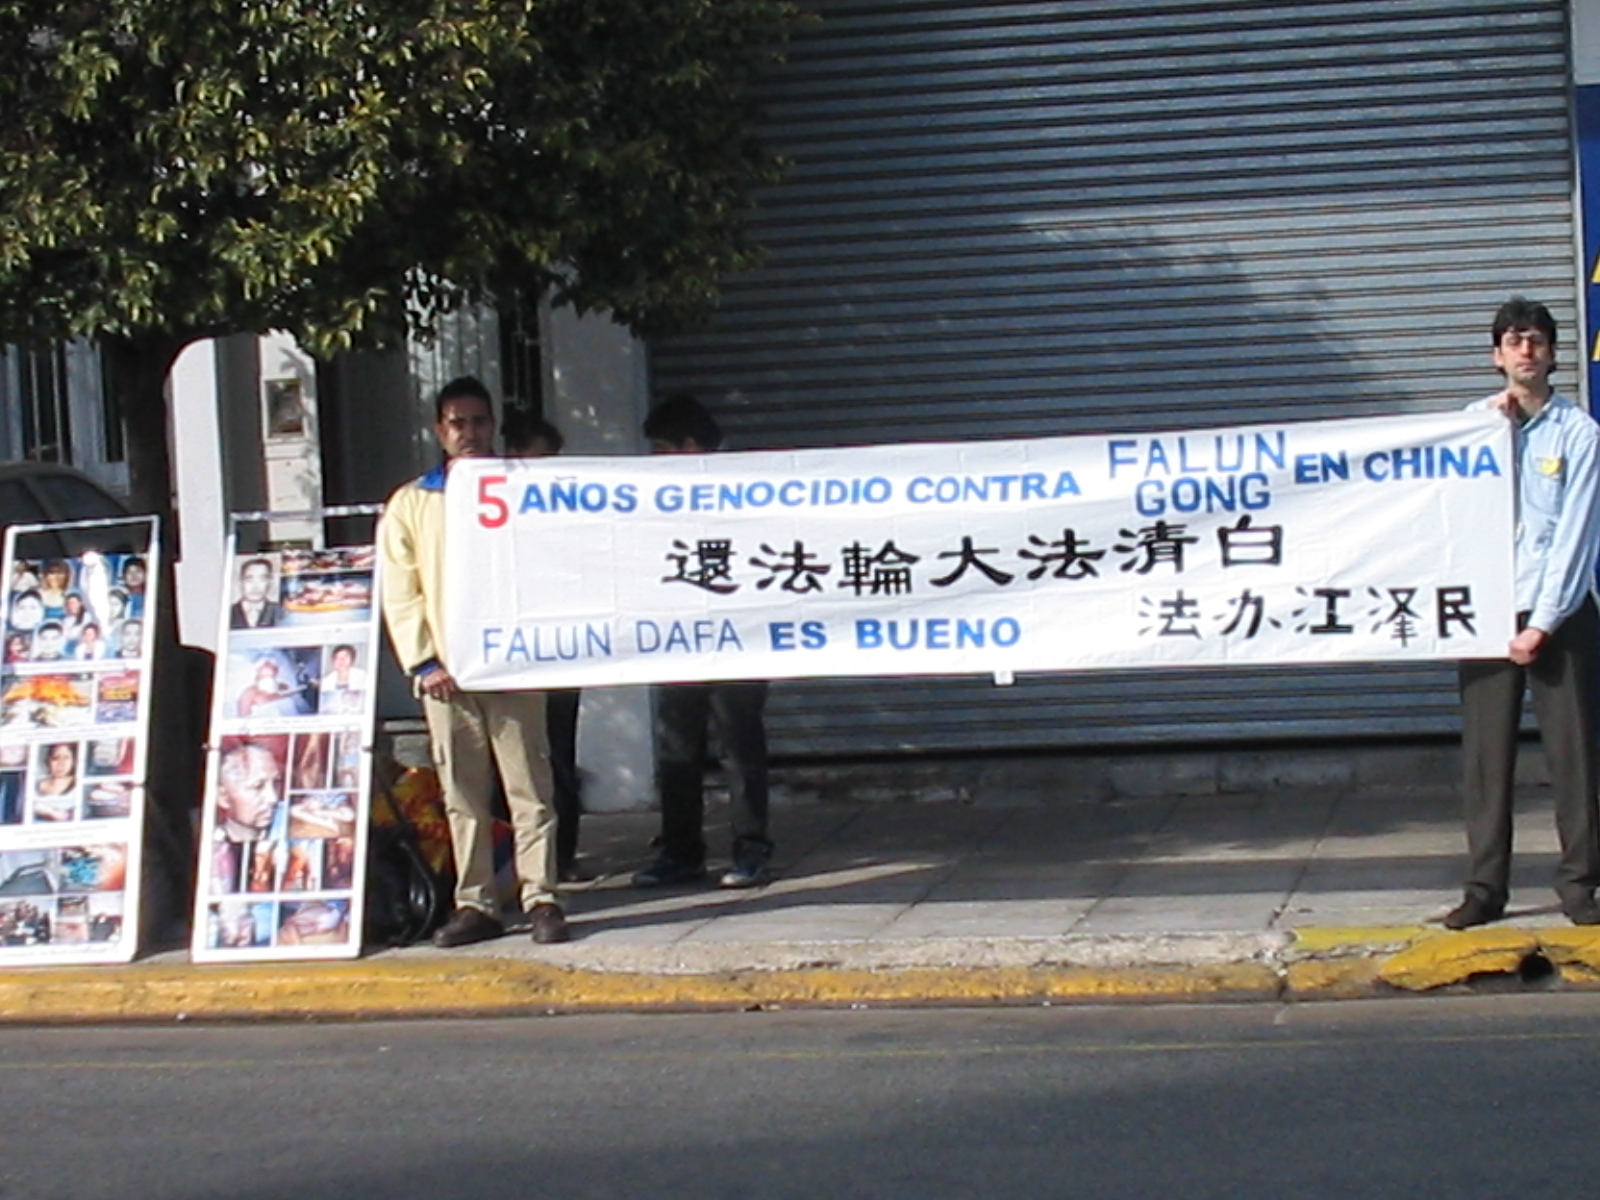 5 AÑOS GENOCIDIO CONTRA FALUN GONG EN CHINA
還法輪大法清白
法办江泽民
FALUN DAFA ES BUENO